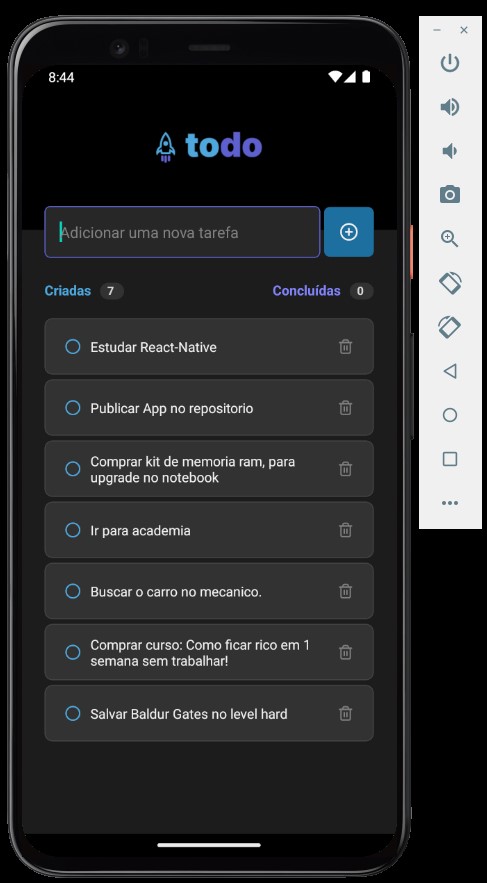 8:44
todo
Adicionar uma nova tarefa
Criadas 7 Concluídas 0
Estudar React-Native
Publicar App no repositorio
Comprar kit de memoria ram, para
upgrade no notebook
Ir para academia
Buscar o carro no mecanico.
Comprar curso: Como ficar rico em 1
semana sem trabalhar!
Salvar Baldur Gates no level hard